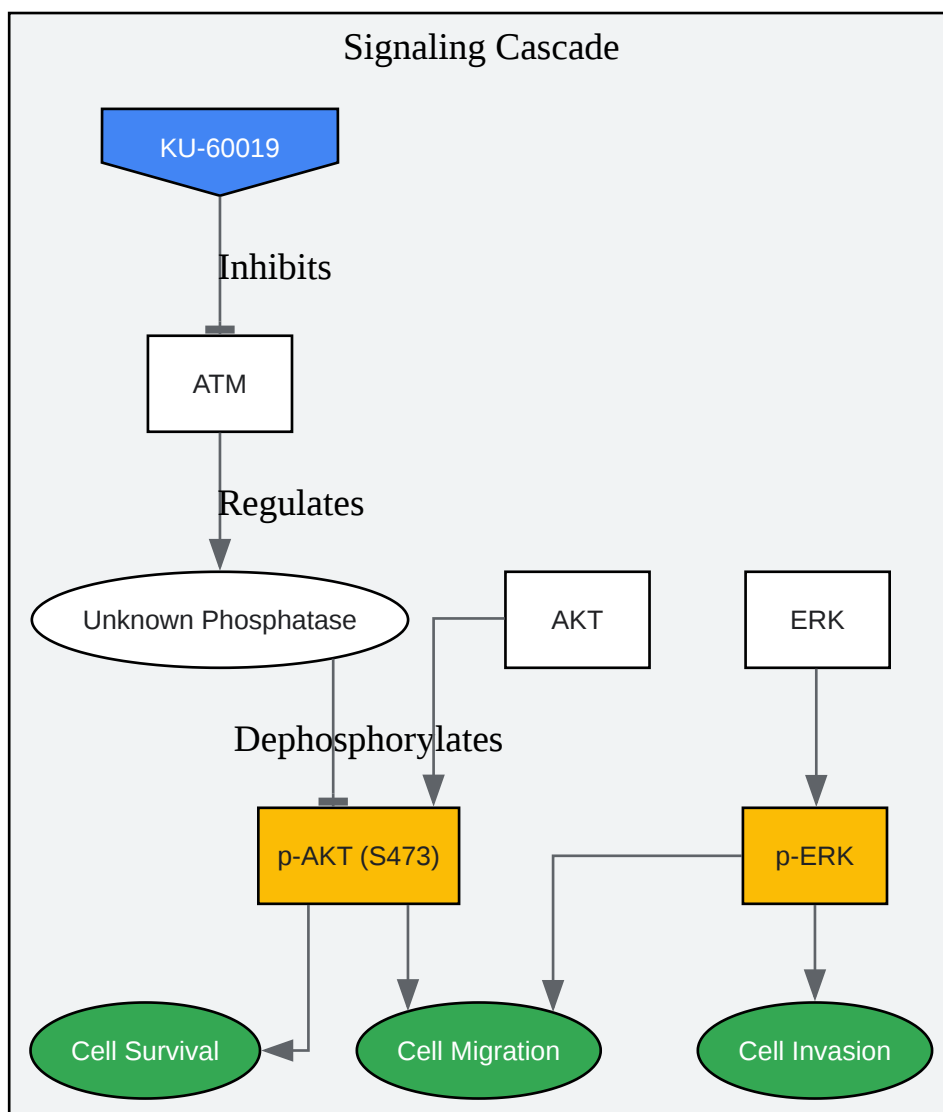 Signaling Cascade
KU-60019
Inhibits
ATM
Regulates
Unknown Phosphatase
AKT
ERK
Dephosphorylates
p-AKT (S473)
p-ERK
Cell Survival
Cell Migration
Cell Invasion